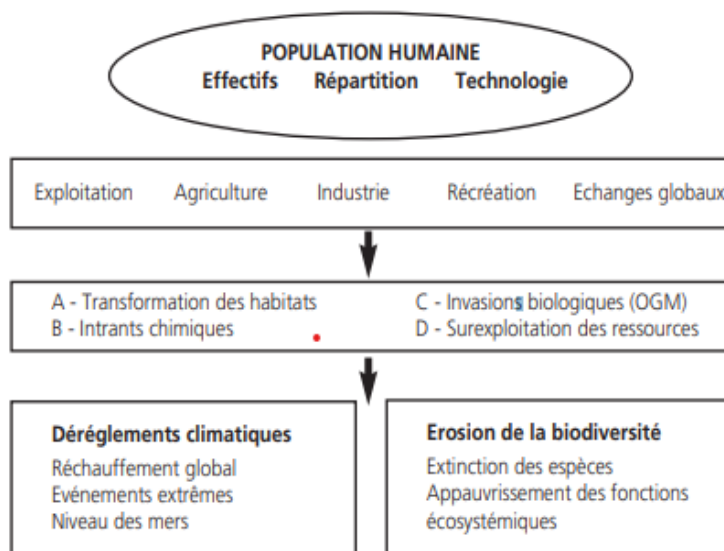 POPULATION HUMAINE
Effectifs Répartition Technologie
Exploitation Agriculture Industrie Récréation Echanges globaux
A - Transformation des habitats C - Invasions biologiques (OGM)
B - Intrants chimiques D - Surexploitation des ressources
Déréglements climatiques
Réchauffement global
Evénements extrêmes
Niveau des mers
Erosion de la biodiversité
Extinction des espèces
Appauvrissement des fonctions
écosystémiques